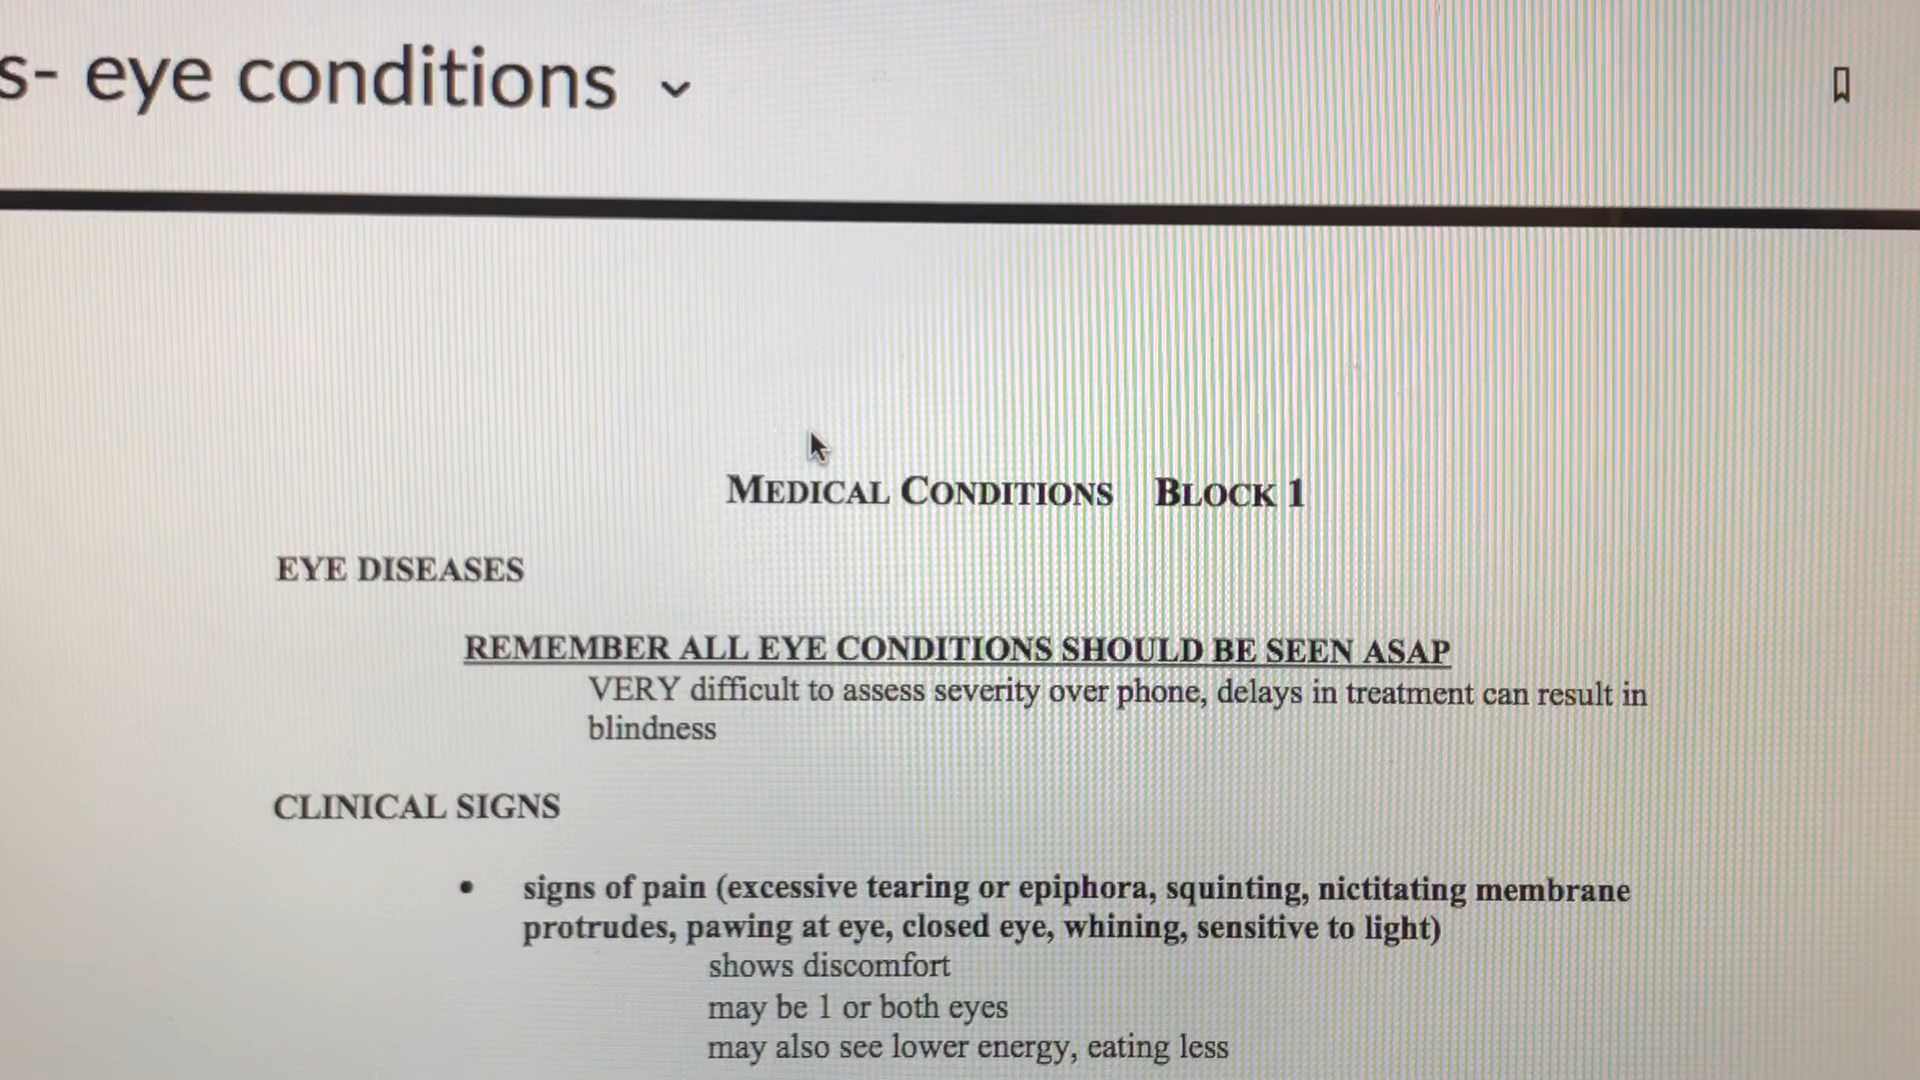 s- eye conditions
MEDICAL CONDITIONS BLOCK 1
EYE DISEASES
REMEMBER ALL EYE CONDITIONS SHOULD BE SEEN ASAP
VERY difficult to assess severity over phone, delays in treatment can result in
blindness
CLINICAL SIGNS
• signs of pain (excessive tearing or epiphora, squinting, nictitating membrane
protrudes, pawing at eye, closed eye, whining, sensitive to light)
shows discomfort
may be 1 or both eyes
may also see lower energy, eating less